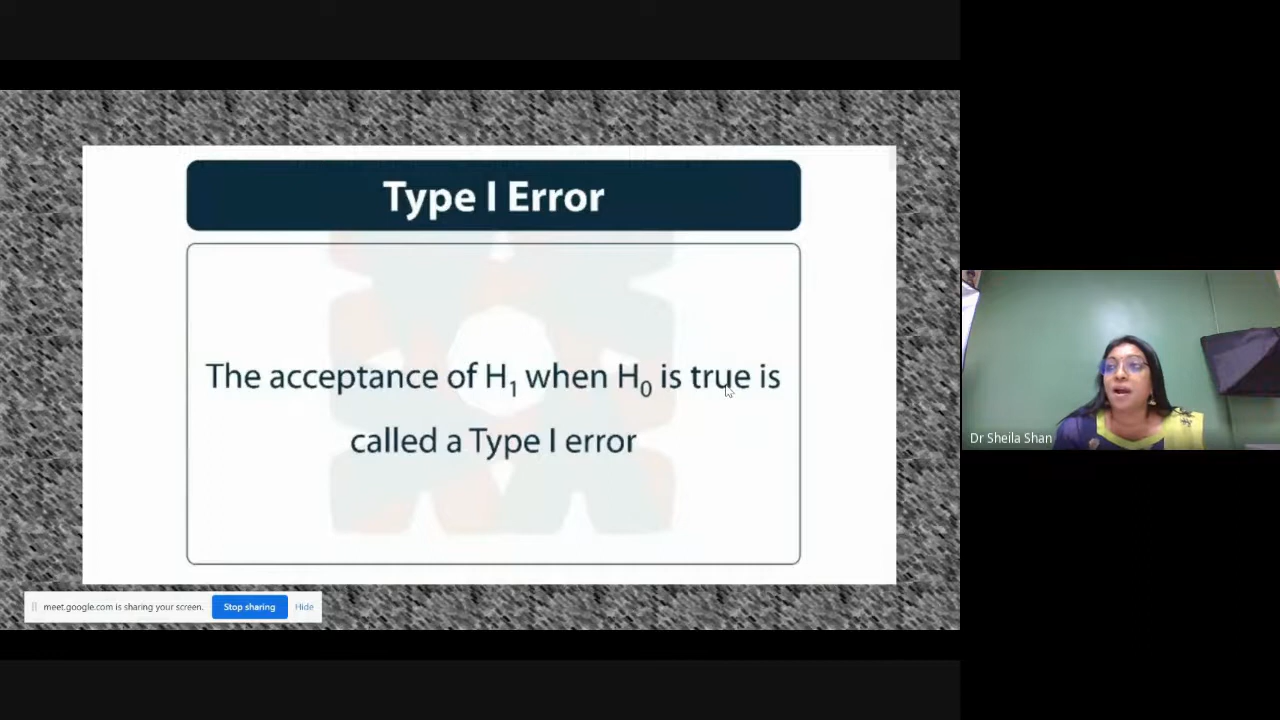 Type I Error
The acceptance of H₁ when H₀ is true is
called a Type I error
Dr Sheila Shan
meet.google.com is sharing your screen.
Stop sharing
Hide